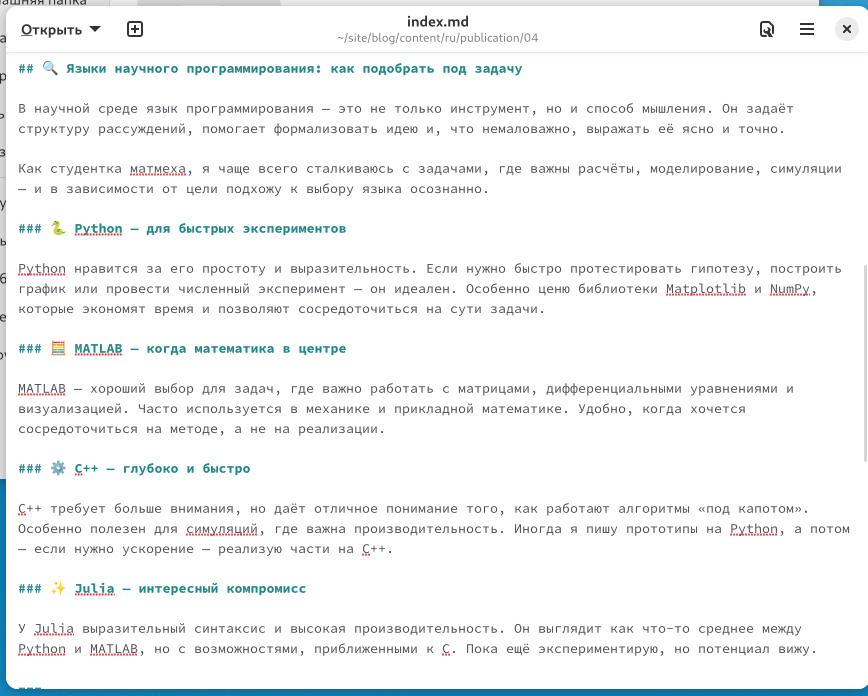 Открыть
index.md
~/site/blog/content/ru/publication/04
## 🔍 Языки научного программирования: как подобрать под задачу
В научной среде язык программирования — это не только инструмент, но и способ мышления. Он задаёт
структуру рассуждений, помогает формализовать идею и, что немаловажно, выражать её ясно и точно.
Как студентка матмеха, я чаще всего сталкиваюсь с задачами, где важны расчёты, моделирование, симуляции
— и в зависимости от цели подхожу к выбору языка осознанно.
### 🐍 Python — для быстрых экспериментов
Python нравится за его простоту и выразительность. Если нужно быстро протестировать гипотезу, построить
график или провести численный эксперимент — он идеален. Особенно ценю библиотеки Matplotlib и NumPy,
которые экономят время и позволяют сосредоточиться на сути задачи.
### 🧮 MATLAB — когда математика в центре
MATLAB — хороший выбор для задач, где важно работать с матрицами, дифференциальными уравнениями и
визуализацией. Часто используется в механике и прикладной математике. Удобно, когда хочется
сосредоточиться на методе, а не на реализации.
### ⚙️ C++ — глубоко и быстро
C++ требует больше внимания, но даёт отличное понимание того, как работают алгоритмы «под капотом».
Особенно полезен для симуляций, где важна производительность. Иногда я пишу прототипы на Python, а потом
— если нужно ускорение — реализую части на C++.
### ✨ Julia — интересный компромисс
У Julia выразительный синтаксис и высокая производительность. Он выглядит как что-то среднее между
Python и MATLAB, но с возможностями, приближенными к C. Пока ещё экспериментирую, но потенциал вижу.